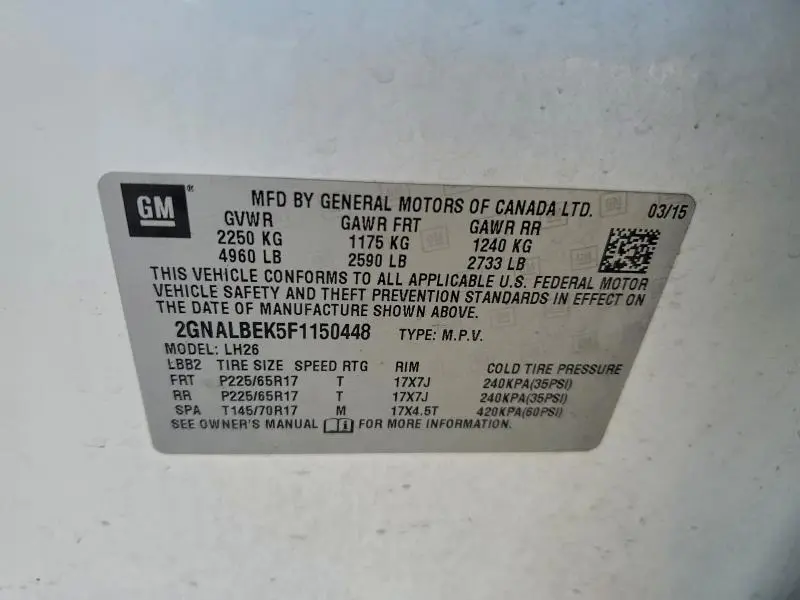 GM ®
MFD BY GENERAL MOTORS OF CANADA LTD. 03/15
GVWR GAWR FRT GAWR RR
2250 KG 1175 KG 1240 KG
4960 LB 2590 LB 2733 LB
THIS VEHICLE CONFORMS TO ALL APPLICABLE U.S. FEDERAL MOTOR
VEHICLE SAFETY AND THEFT PREVENTION STANDARDS IN EFFECT ON
THE DATE OF MANUFACTURE SHOWN ABOVE.
2GNALBEK5F1150448 TYPE: M.P.V.
MODEL: LH26
LBB2 TIRE SIZE SPEED RTG RIM COLD TIRE PRESSURE
FRT P225/65R17 T 17X7J 240KPA(35PSI)
RR P225/65R17 T 17X7J 240KPA(35PSI)
SPA T145/70R17 M 17X4.5T 420KPA(60PSI)
SEE OWNER'S MANUAL FOR MORE INFORMATION.